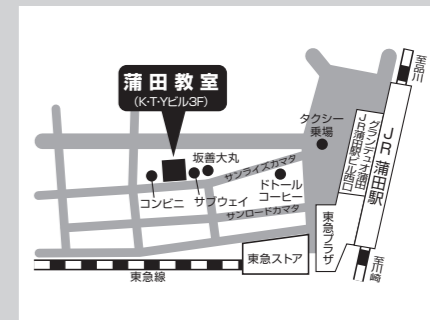 蒲田教室
(K・T・Yビル3F)
至品川
タクシー
乗場
グランデュオ蒲田
JR蒲田駅ビル西口
JR 蒲田駅
坂善大丸
サンライズカマタ
コンビニ
サブウェイ
ドトール
コーヒー
サンロードカマタ
東急プラザ
東急ストア
東急線
至川崎